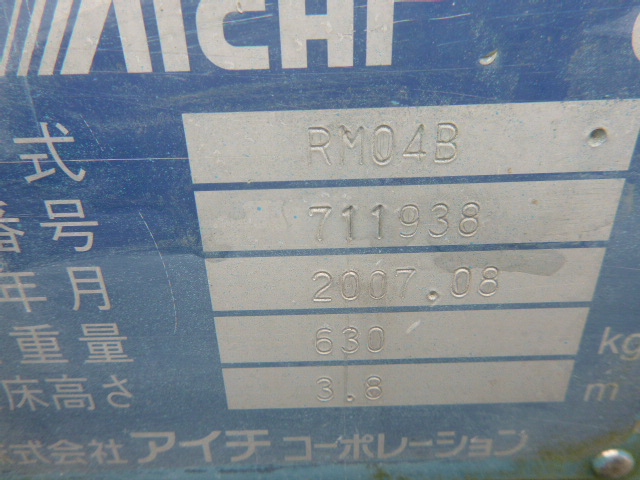 AICHI
式 RM04B
番号 711938
年月 2007.08
重量 630 kg
床高さ 3.8 m
株式会社 アイチ コーポレーション